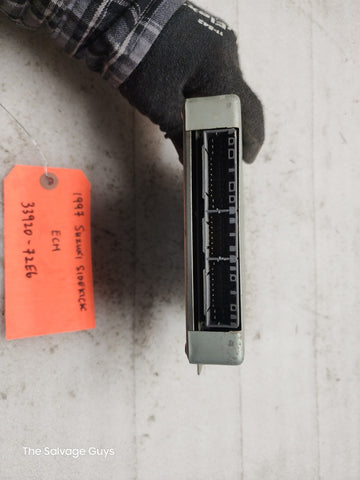 1997 SUZUKI SIDEKICK
ECM
33920-72E6
The Salvage Guys